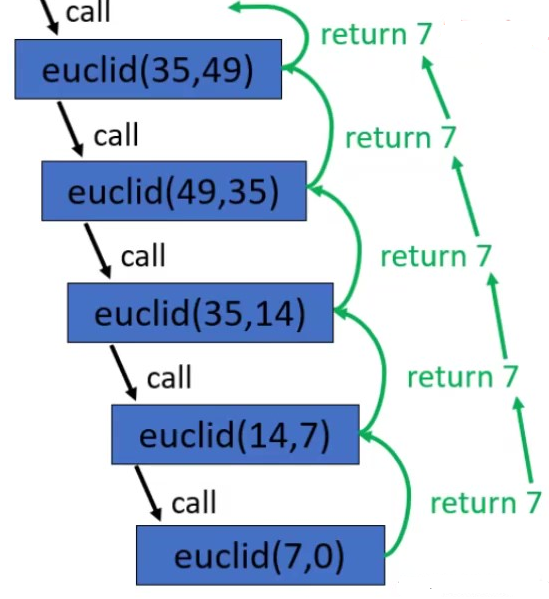 call
return 7
euclid(35,49)
call
return 7
euclid(49,35)
call
return 7
euclid(35,14)
call
return 7
euclid(14,7)
call
return 7
euclid(7,0)